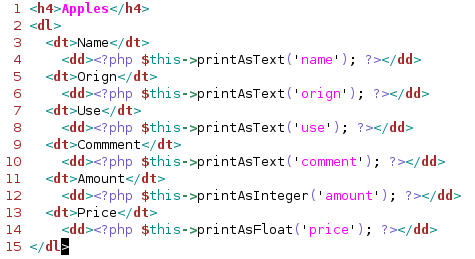 1 <h4>Apples</h4>
2 <dl>
3   <dt>Name</dt>
4     <dd><?php $this->printAsText('name'); ?></dd>
5   <dt>Orign</dt>
6     <dd><?php $this->printAsText('orign'); ?></dd>
7   <dt>Use</dt>
8     <dd><?php $this->printAsText('use'); ?></dd>
9   <dt>Commment</dt>
10     <dd><?php $this->printAsText('comment'); ?></dd>
11   <dt>Amount</dt>
12     <dd><?php $this->printAsInteger('amount'); ?></dd>
13   <dt>Price</dt>
14     <dd><?php $this->printAsFloat('price'); ?></dd>
15 </dl>